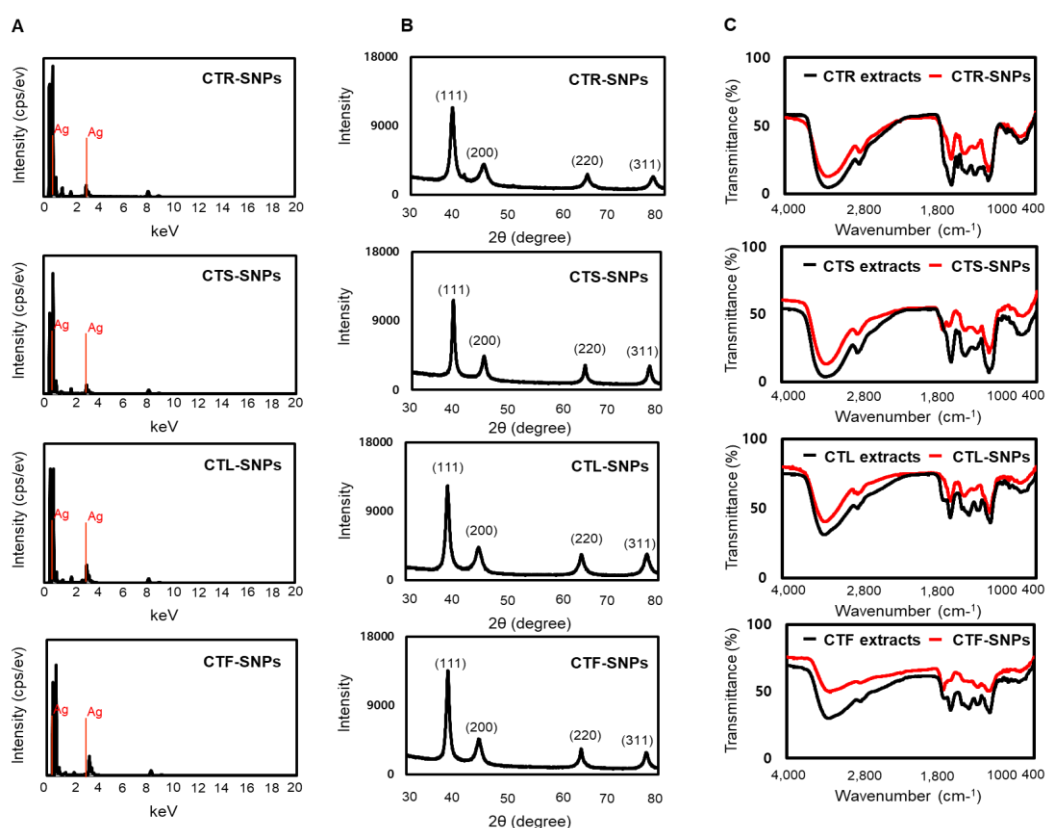 A
Intensity (cps/ev)
CTR-SNPs
Ag Ag
0 2 4 6 8 10 12 14 16 18 20
keV
Intensity (cps/ev)
CTS-SNPs
Ag Ag
0 2 4 6 8 10 12 14 16 18 20
keV
Intensity (cps/ev)
CTL-SNPs
Ag Ag
0 2 4 6 8 10 12 14 16 18 20
keV
Intensity (cps/ev)
CTF-SNPs
Ag Ag
0 2 4 6 8 10 12 14 16 18 20
keV
B
Intensity
18000
9000
0
CTR-SNPs
(111)
(200)
(220)
(311)
30 40 50 60 70 80
2θ (degree)
Intensity
18000
9000
0
CTS-SNPs
(111)
(200)
(220)
(311)
30 40 50 60 70 80
2θ (degree)
Intensity
18000
9000
0
CTL-SNPs
(111)
(200)
(220)
(311)
30 40 50 60 70 80
2θ (degree)
Intensity
18000
9000
0
CTF-SNPs
(111)
(200)
(220)
(311)
30 40 50 60 70 80
2θ (degree)
C
Transmittance (%)
100
50
0
CTR extracts CTR-SNPs
4,000 2,800 1,800 1000 400
Wavenumber (cm-1)
Transmittance (%)
100
50
0
CTS extracts CTS-SNPs
4,000 2,800 1,800 1000 400
Wavenumber (cm-1)
Transmittance (%)
100
50
0
CTL extracts CTL-SNPs
4,000 2,800 1,800 1000 400
Wavenumber (cm-1)
Transmittance (%)
100
50
0
CTF extracts CTF-SNPs
4,000 2,800 1,800 1000 400
Wavenumber (cm-1)